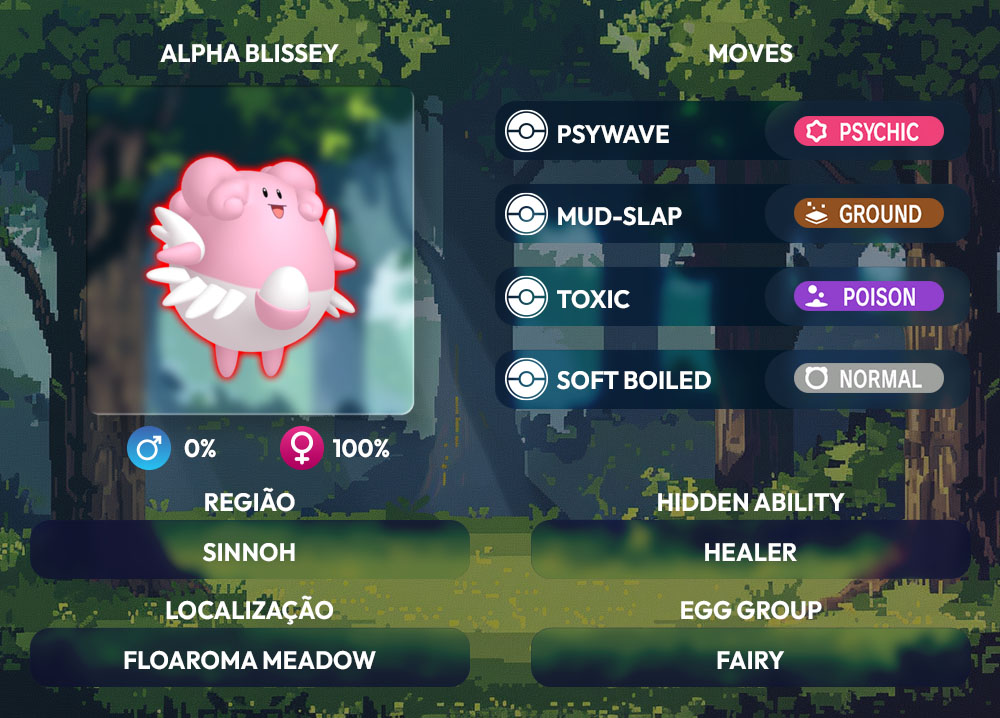 ALPHA BLISSEY
0%
100%
REGIÃO
SINNOH
LOCALIZAÇÃO
FLOAROMA MEADOW
MOVES
PSYWAVE PSYCHIC
MUD-SLAP GROUND
TOXIC POISON
SOFT BOILED NORMAL
HIDDEN ABILITY
HEALER
EGG GROUP
FAIRY